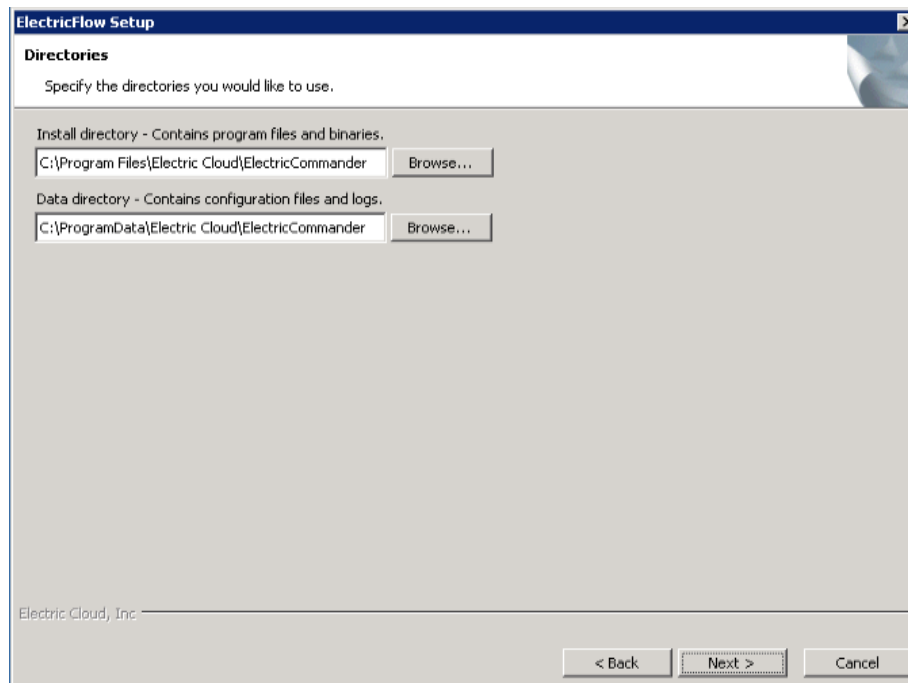 ElectricFlow Setup
Directories
Specify the directories you would like to use.
Install directory - Contains program files and binaries.
C:\Program Files\Electric Cloud\ElectricCommander
Browse...
Data directory - Contains configuration files and logs.
C:\ProgramData\Electric Cloud\ElectricCommander
Browse...
Electric Cloud, Inc
< Back
Next >
Cancel